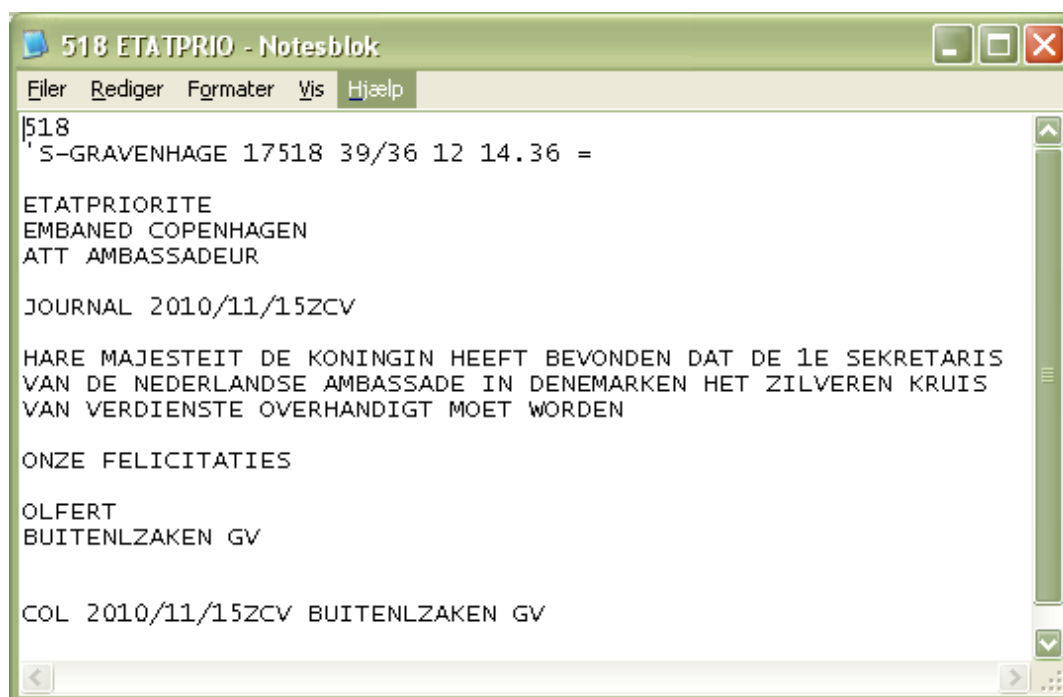 518 ETATPRIO - Notesblok
Filer Rediger Formater Vis Hjælp
518
'S-GRAVENHAGE 17518 39/36 12 14.36 =
ETATPRIORITE
EMBANED COPENHAGEN
ATT AMBASSADEUR
JOURNAL 2010/11/15ZCV
HARE MAJESTEIT DE KONINGIN HEEFT BEVONDEN DAT DE 1E SEKRETARIS
VAN DE NEDERLANDSE AMBASSADE IN DENEMARKEN HET ZILVEREN KRUIS
VAN VERDIENSTE OVERHANDIGT MOET WORDEN
ONZE FELICITATIES
OLFERT
BUITENLZAKEN GV
COL 2010/11/15ZCV BUITENLZAKEN GV